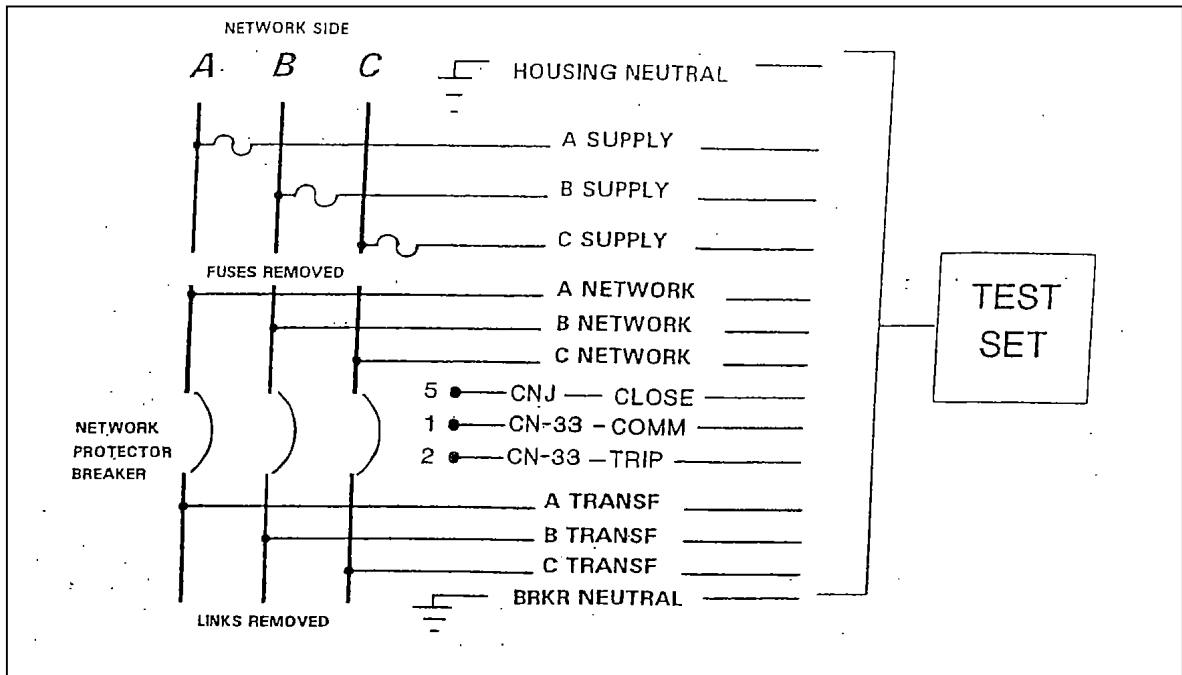 NETWORK SIDE
A B C
HOUSING NEUTRAL
A SUPPLY
B SUPPLY
C SUPPLY
FUSES REMOVED
A NETWORK
B NETWORK
C NETWORK
5 CNJ — CLOSE
1 CN-33 - COMM
2 CN-33 - TRIP
NETWORK
PROTECTOR
BREAKER
A TRANSF
B TRANSF
C TRANSF
BRKR NEUTRAL
LINKS REMOVED
TEST
SET